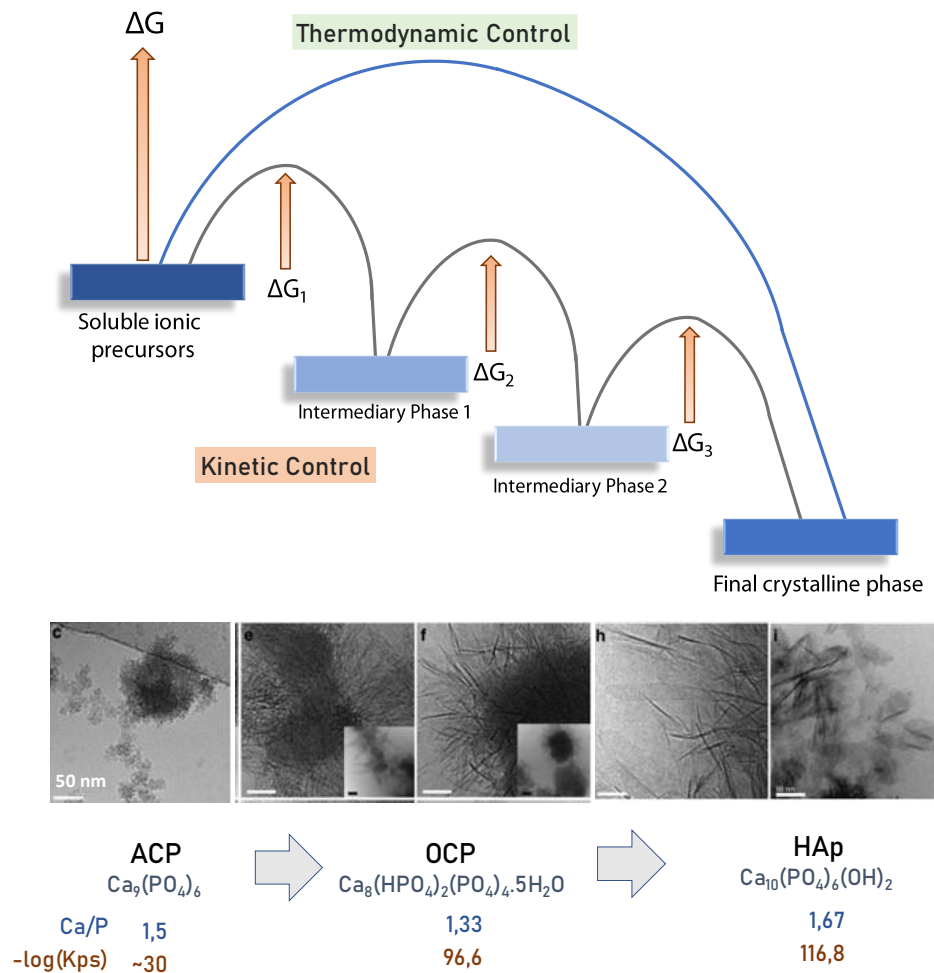 ΔG
Thermodynamic Control
ΔG₁
Soluble ionic
precursors
ΔG₂
Intermediary Phase 1
ΔG₃
Kinetic Control
Intermediary Phase 2
Final crystalline phase
c
e
f
h
i
50 nm
ACP
OCP
HAp
Ca₉(PO₄)₆
Ca₈(HPO₄)₂(PO₄)₄.5H₂O
Ca₁₀(PO₄)₆(OH)₂
Ca/P 1,5 1,33 1,67
-log(Kps) ~30 96,6 116,8